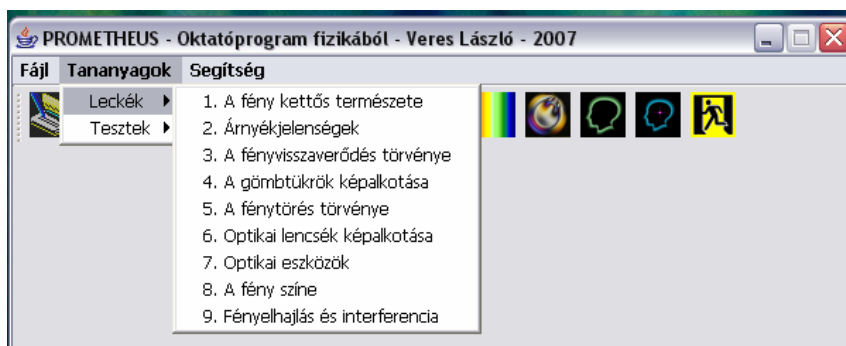 PROMETHEUS - Oktatóprogram fizikából - Veres László - 2007
Fájl Tananyagok Segítség
Leckék
Tesztek
1. A fény kettős természete
2. Árnyékjelenségek
3. A fényvisszaverődés törvénye
4. A gömbtükrök képalkotása
5. A fénytörés törvénye
6. Optikai lencsék képalkotása
7. Optikai eszközök
8. A fény színe
9. Fényelhajlás és interferencia